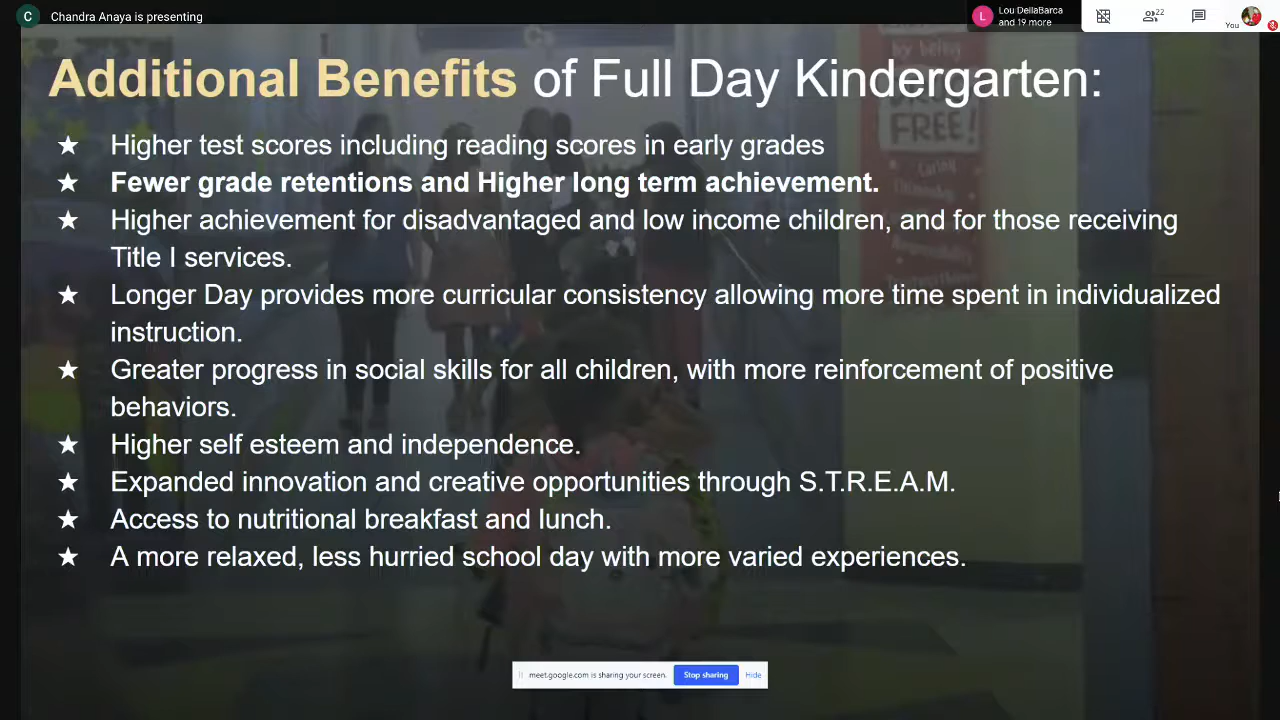 C Chandra Anaya is presenting
L Lou DellaBarca
and 19 more
22
You
by being
DRUG
FREE!
Caring
Additional Benefits of Full Day Kindergarten:
★ Higher test scores including reading scores in early grades
★ Fewer grade retentions and Higher long term achievement.
★ Higher achievement for disadvantaged and low income children, and for those receiving
Title I services.
★ Longer Day provides more curricular consistency allowing more time spent in individualized
instruction.
★ Greater progress in social skills for all children, with more reinforcement of positive
behaviors.
★ Higher self esteem and independence.
★ Expanded innovation and creative opportunities through S.T.R.E.A.M.
★ Access to nutritional breakfast and lunch.
★ A more relaxed, less hurried school day with more varied experiences.
meet.google.com is sharing your screen. Stop sharing Hide